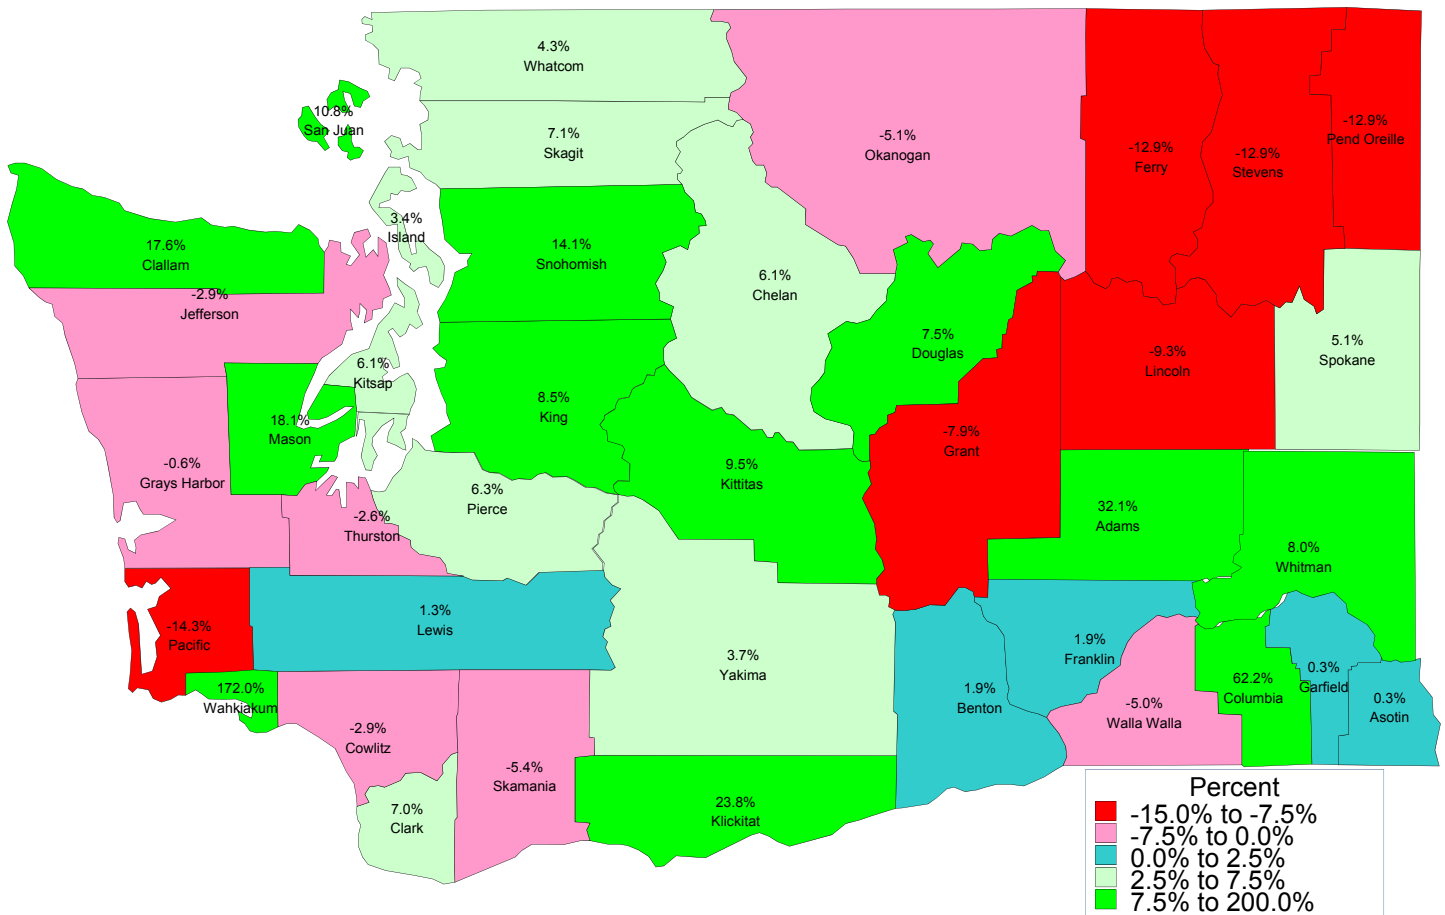 4.3%
Whatcom
10.8%
San Juan
7.1%
Skagit
-5.1%
Okanogan
-12.9%
Ferry
-12.9%
Stevens
-12.9%
Pend Oreille
3.4%
Island
17.6%
Clallam
14.1%
Snohomish
6.1%
Chelan
-2.9%
Jefferson
7.5%
Douglas
-9.3%
Lincoln
5.1%
Spokane
6.1%
Kitsap
8.5%
King
18.1%
Mason
-7.9%
Grant
-0.6%
Grays Harbor
9.5%
Kittitas
6.3%
Pierce
-2.6%
Thurston
32.1%
Adams
8.0%
Whitman
1.3%
Lewis
-14.3%
Pacific
3.7%
Yakima
1.9%
Franklin
0.3%
Garfield
172.0%
Wahkiakum
1.9%
Benton
-5.0%
Walla Walla
62.2%
Columbia
0.3%
Asotin
-2.9%
Cowlitz
-5.4%
Skamania
7.0%
Clark
23.8%
Klickitat
Percent
-15.0% to -7.5%
-7.5% to 0.0%
0.0% to 2.5%
2.5% to 7.5%
7.5% to 200.0%